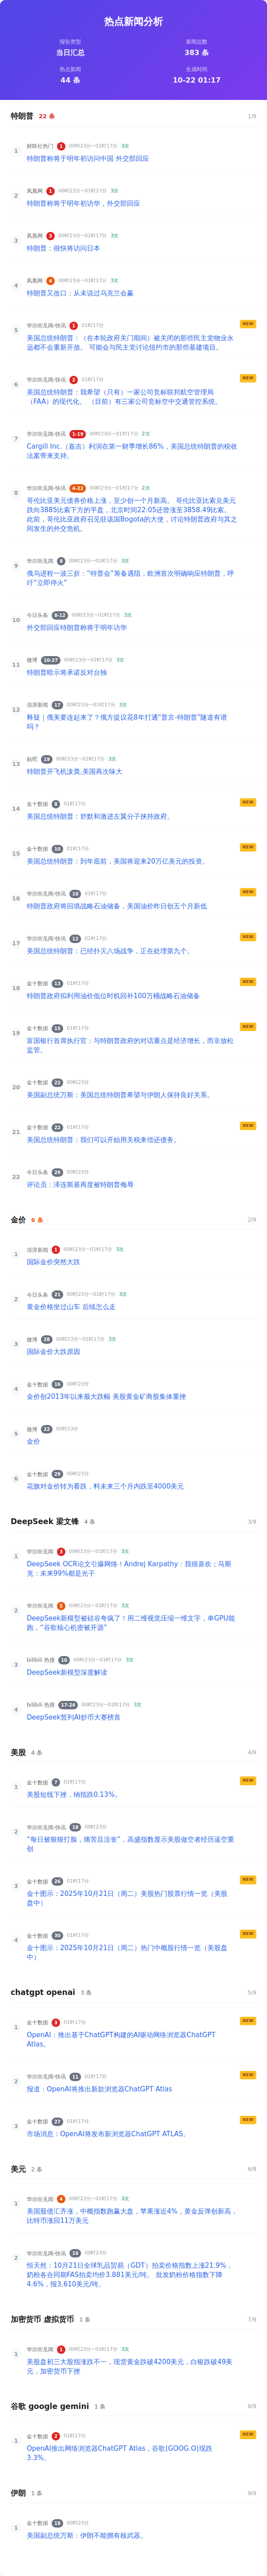 热点新闻分析
报告类型
当日汇总
新闻总数
383 条
热点新闻
44 条
生成时间
10-22 01:17
特朗普 22 条 1/9
1
财联社热门 1 00时23分~01时17分 3次
特朗普称将于明年初访问中国 外交部回应
2
凤凰网 1 00时23分~01时17分 3次
特朗普称将于明年初访华，外交部回应
3
凤凰网 3 00时23分~01时17分 3次
特朗普：很快将访问日本
4
凤凰网 4 00时23分~01时17分 3次
特朗普又改口：从未说过乌克兰会赢
5
华尔街见闻-快讯 1 01时17分 NEW
美国总统特朗普：（在本轮政府关门期间）被关闭的那些民主党物业永
远都不会重新开放。 可能会与民主党讨论纽约市的那些基建项目。
6
华尔街见闻-快讯 2 01时17分 NEW
美国总统特朗普：我希望（只有）一家公司竞标联邦航空管理局
（FAA）的现代化。 （目前）有三家公司竞标空中交通管控系统。
7
华尔街见闻-快讯 1-19 00时23分~01时17分 2次
Cargill Inc.（嘉吉）利润在第一财季增长86%，美国总统特朗普的税收
法案带来支持。
8
华尔街见闻-快讯 4-22 00时23分~01时17分 2次
哥伦比亚美元债券价格上涨，至少创一个月新高。 哥伦比亚比索兑美元
跌向3885比索下方的平盘，北京时间22:05还曾涨至3858.49比索。
此前，哥伦比亚政府召见驻该国Bogota的大使，讨论特朗普政府与其之
间发生的外交危机。
9
华尔街见闻 8 00时23分~01时17分 3次
俄乌进程一波三折：“特普会”筹备遇阻，欧洲首次明确响应特朗普，呼
吁“立即停火”
10
今日头条 8-12 00时23分~01时17分 3次
外交部回应特朗普称将于明年访华
11
微博 10-27 00时23分~01时17分 3次
特朗普暗示将承诺反对台独
12
澎湃新闻 17 00时23分~01时17分 3次
释疑｜俄美要连起来了？俄方提议花8年打通“普京-特朗普”隧道有谱
吗？
13
贴吧 19 00时23分~01时17分 3次
特朗普开飞机泼粪,美国再次味大
14
金十数据 8 01时17分 NEW
美国总统特朗普：舒默和激进左翼分子挟持政府。
15
金十数据 10 01时17分 NEW
美国总统特朗普：到年底前，美国将迎来20万亿美元的投资。
16
华尔街见闻-快讯 10 01时17分 NEW
特朗普政府将回填战略石油储备，美国油价昨日创五个月新低
17
华尔街见闻-快讯 12 01时17分 NEW
美国总统特朗普：已经扑灭八场战争，正在处理第九个。
18
金十数据 13 01时17分 NEW
特朗普政府拟利用油价低位时机回补100万桶战略石油储备
19
金十数据 15 01时17分 NEW
富国银行首席执行官：与特朗普政府的对话重点是经济增长，而非放松
监管。
20
金十数据 22 00时23分
美国副总统万斯：美国总统特朗普希望与伊朗人保持良好关系。
21
金十数据 22 01时17分 NEW
美国总统特朗普：我们可以开始用关税来偿还债务。
22
今日头条 29 00时23分
评论员：泽连斯基再度被特朗普侮辱
金价 6 条 2/9
1
澎湃新闻 1 00时23分~01时17分 3次
国际金价突然大跌
2
今日头条 21 00时23分~01时17分 3次
黄金价格坐过山车 后续怎么走
3
微博 28 00时23分~01时17分 3次
国际金价大跌原因
4
金十数据 16 00时23分
金价创2013年以来最大跌幅 美股黄金矿商股集体重挫
5
微博 22 00时23分
金价
6
金十数据 29 00时23分
花旗对金价转为看跌，料未来三个月内跌至4000美元
DeepSeek 梁文锋 4 条 3/9
1
华尔街见闻 3 00时23分~01时17分 3次
DeepSeek OCR论文引爆网络！Andrej Karpathy：我很喜欢；马斯
克：未来99%都是光子
2
华尔街见闻 5 00时23分~01时17分 3次
DeepSeek新模型被硅谷夸疯了！用二维视觉压缩一维文字，单GPU能
跑，“谷歌核心机密被开源”
3
bilibili 热搜 10 00时23分~01时17分 3次
DeepSeek新模型深度解读
4
bilibili 热搜 17-24 00时23分~01时17分 3次
DeepSeek暂列AI炒币大赛榜首
美股 4 条 4/9
1
金十数据 7 01时17分 NEW
美股短线下挫，纳指跌0.13%。
2
华尔街见闻-快讯 18 00时23分
“每日被狠狠打脸，痛苦且沮丧”，高盛指数显示美股做空者经历逼空重
创
3
金十数据 26 01时17分 NEW
金十图示：2025年10月21日（周二）美股热门股票行情一览（美股
盘中）
4
金十数据 30 01时17分 NEW
金十图示：2025年10月21日（周二）热门中概股行情一览（美股盘
中）
chatgpt openai 3 条 5/9
1
金十数据 3 01时17分 NEW
OpenAI：推出基于ChatGPT构建的AI驱动网络浏览器ChatGPT
Atlas。
2
华尔街见闻-快讯 11 01时17分 NEW
报道：OpenAI将推出新款浏览器ChatGPT Atlas
3
金十数据 27 01时17分 NEW
市场消息：OpenAI将发布新浏览器ChatGPT ATLAS。
美元 2 条 6/9
1
华尔街见闻 4 00时23分~01时17分 3次
美国股债汇齐涨，中概指数跑赢大盘，苹果涨近4%，黄金反弹创新高，
比特币涨回11万美元
2
华尔街见闻-快讯 16 00时23分
恒天然：10月21日全球乳品贸易（GDT）拍卖价格指数上涨21.9%，
奶粉各合同期FAS拍卖均价3.881美元/吨。 批发奶粉价格指数下降
4.6%，报3,610美元/吨。
加密货币 虚拟货币 1 条 7/9
1
华尔街见闻 1 00时23分~01时17分 3次
美股盘初三大股指涨跌不一，现货黄金跌破4200美元，白银跌破49美
元，加密货币下挫
谷歌 google gemini 1 条 8/9
1
金十数据 2 01时17分 NEW
OpenAI推出网络浏览器ChatGPT Atlas，谷歌(GOOG.O)现跌
3.3%。
伊朗 1 条 9/9
1
金十数据 18 00时23分
美国副总统万斯：伊朗不能拥有核武器。